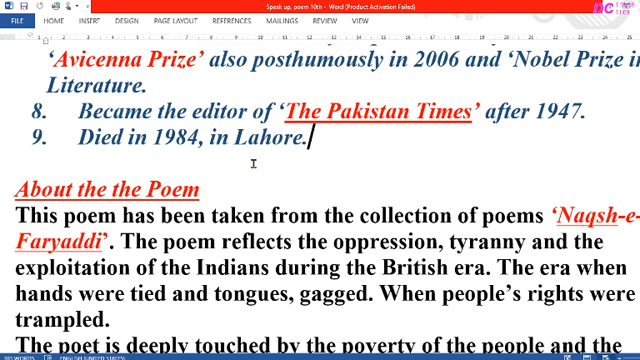 Speak up, poem 10th - Word (Product Activation Failed)
FILE HOME INSERT DESIGN PAGE LAYOUT REFERENCES MAILINGS REVIEW VIEW
‘Avicenna Prize’ also posthumously in 2006 and ‘Nobel Prize in
Literature.
8. Became the editor of ‘The Pakistan Times’ after 1947.
9. Died in 1984, in Lahore.
About the the Poem
This poem has been taken from the collection of poems ‘Naqsh-e-
Faryaddi’. The poem reflects the oppression, tyranny and the
exploitation of the Indians during the British era. The era when
hands were tied and tongues, gagged. When people’s rights were
trampled.
The poet is deeply touched by the poverty of the people and the
WORDS ENGLISH (UNITED STATES)